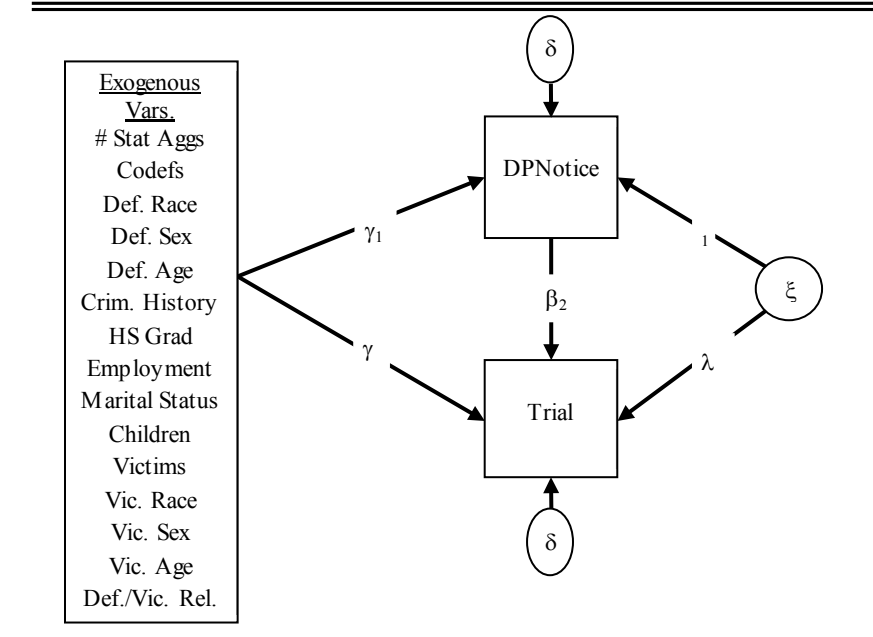 Exogenous
Vars.
# Stat Aggs
Codefs
Def. Race
Def. Sex
Def. Age
Crim. History
HS Grad
Employment
Marital Status
Children
Victims
Vic. Race
Vic. Sex
Vic. Age
Def./Vic. Rel.
δ
DPNotice
γ1
1
β2
ξ
γ
λ
Trial
δ